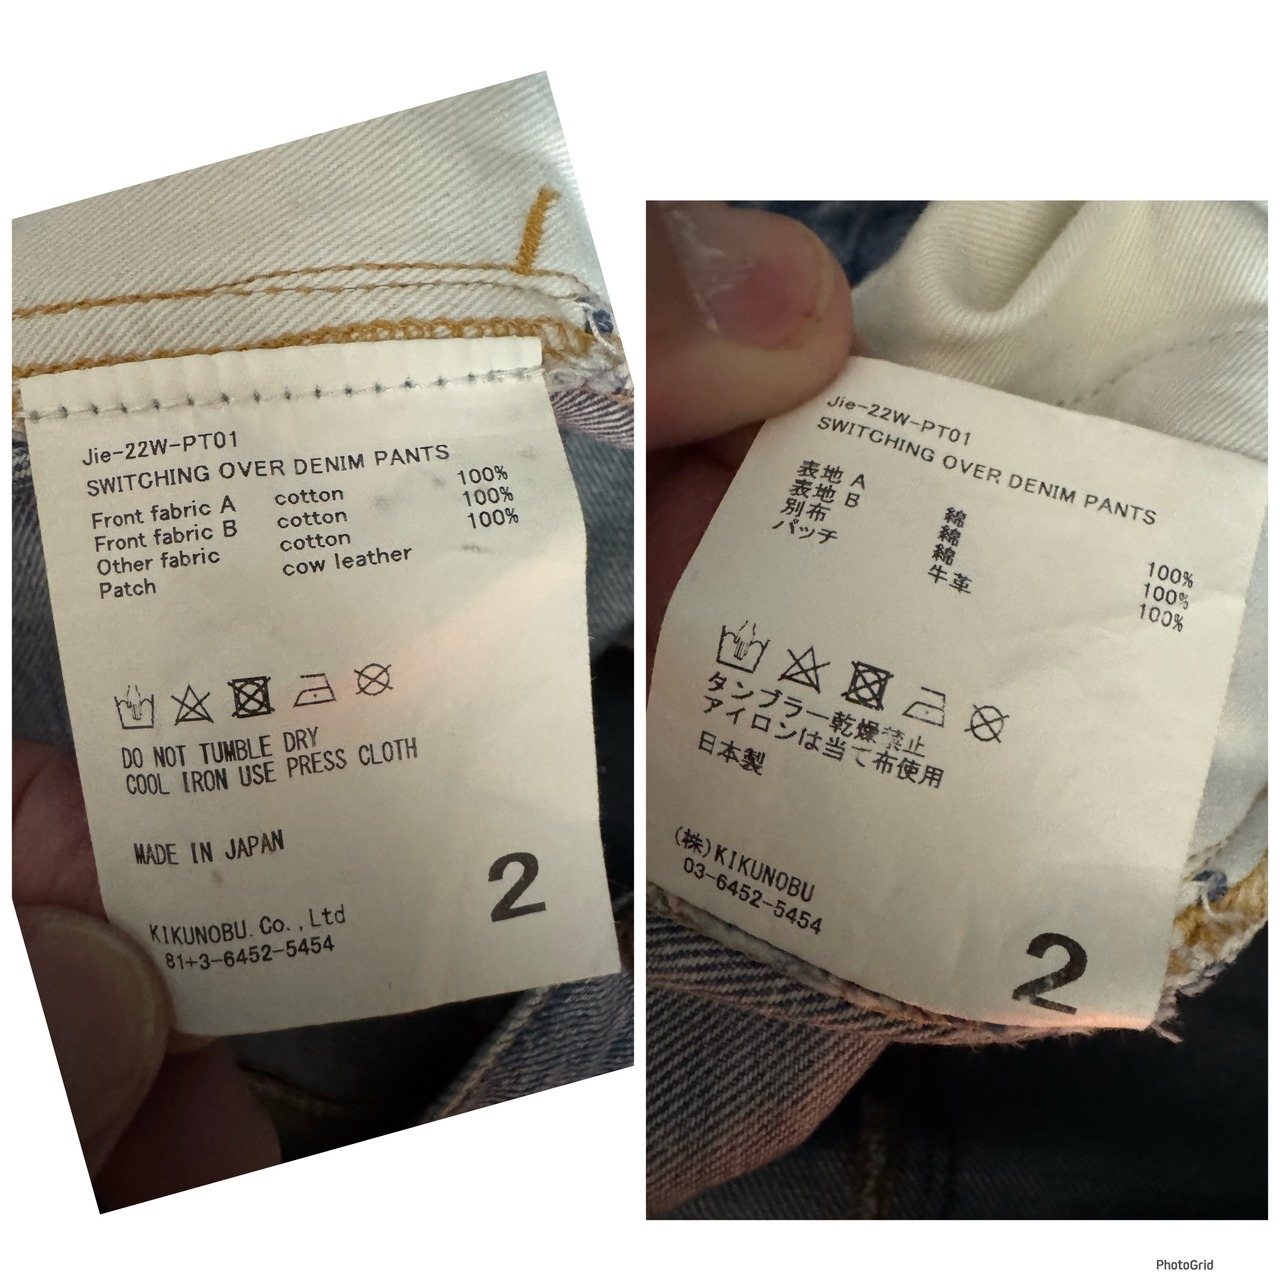 Jie-22W-PT01
SWITCHING OVER DENIM PANTS
Front fabric A cotton 100%
Front fabric B cotton 100%
Other fabric cotton 100%
Patch cow leather
DO NOT TUMBLE DRY
COOL IRON USE PRESS CLOTH
MADE IN JAPAN
KIKUNOBU.Co.,Ltd
81+3-6452-5454
2
Jie-22W-PT01
SWITCHING OVER DENIM PANTS
表地 A 綿 100%
表地 B 綿 100%
別布 綿 100%
パッチ 牛革
タンブラー乾燥禁止
アイロンは当て布使用
日本製
(株)KIKUNOBU
03-6452-5454
2
PhotoGrid